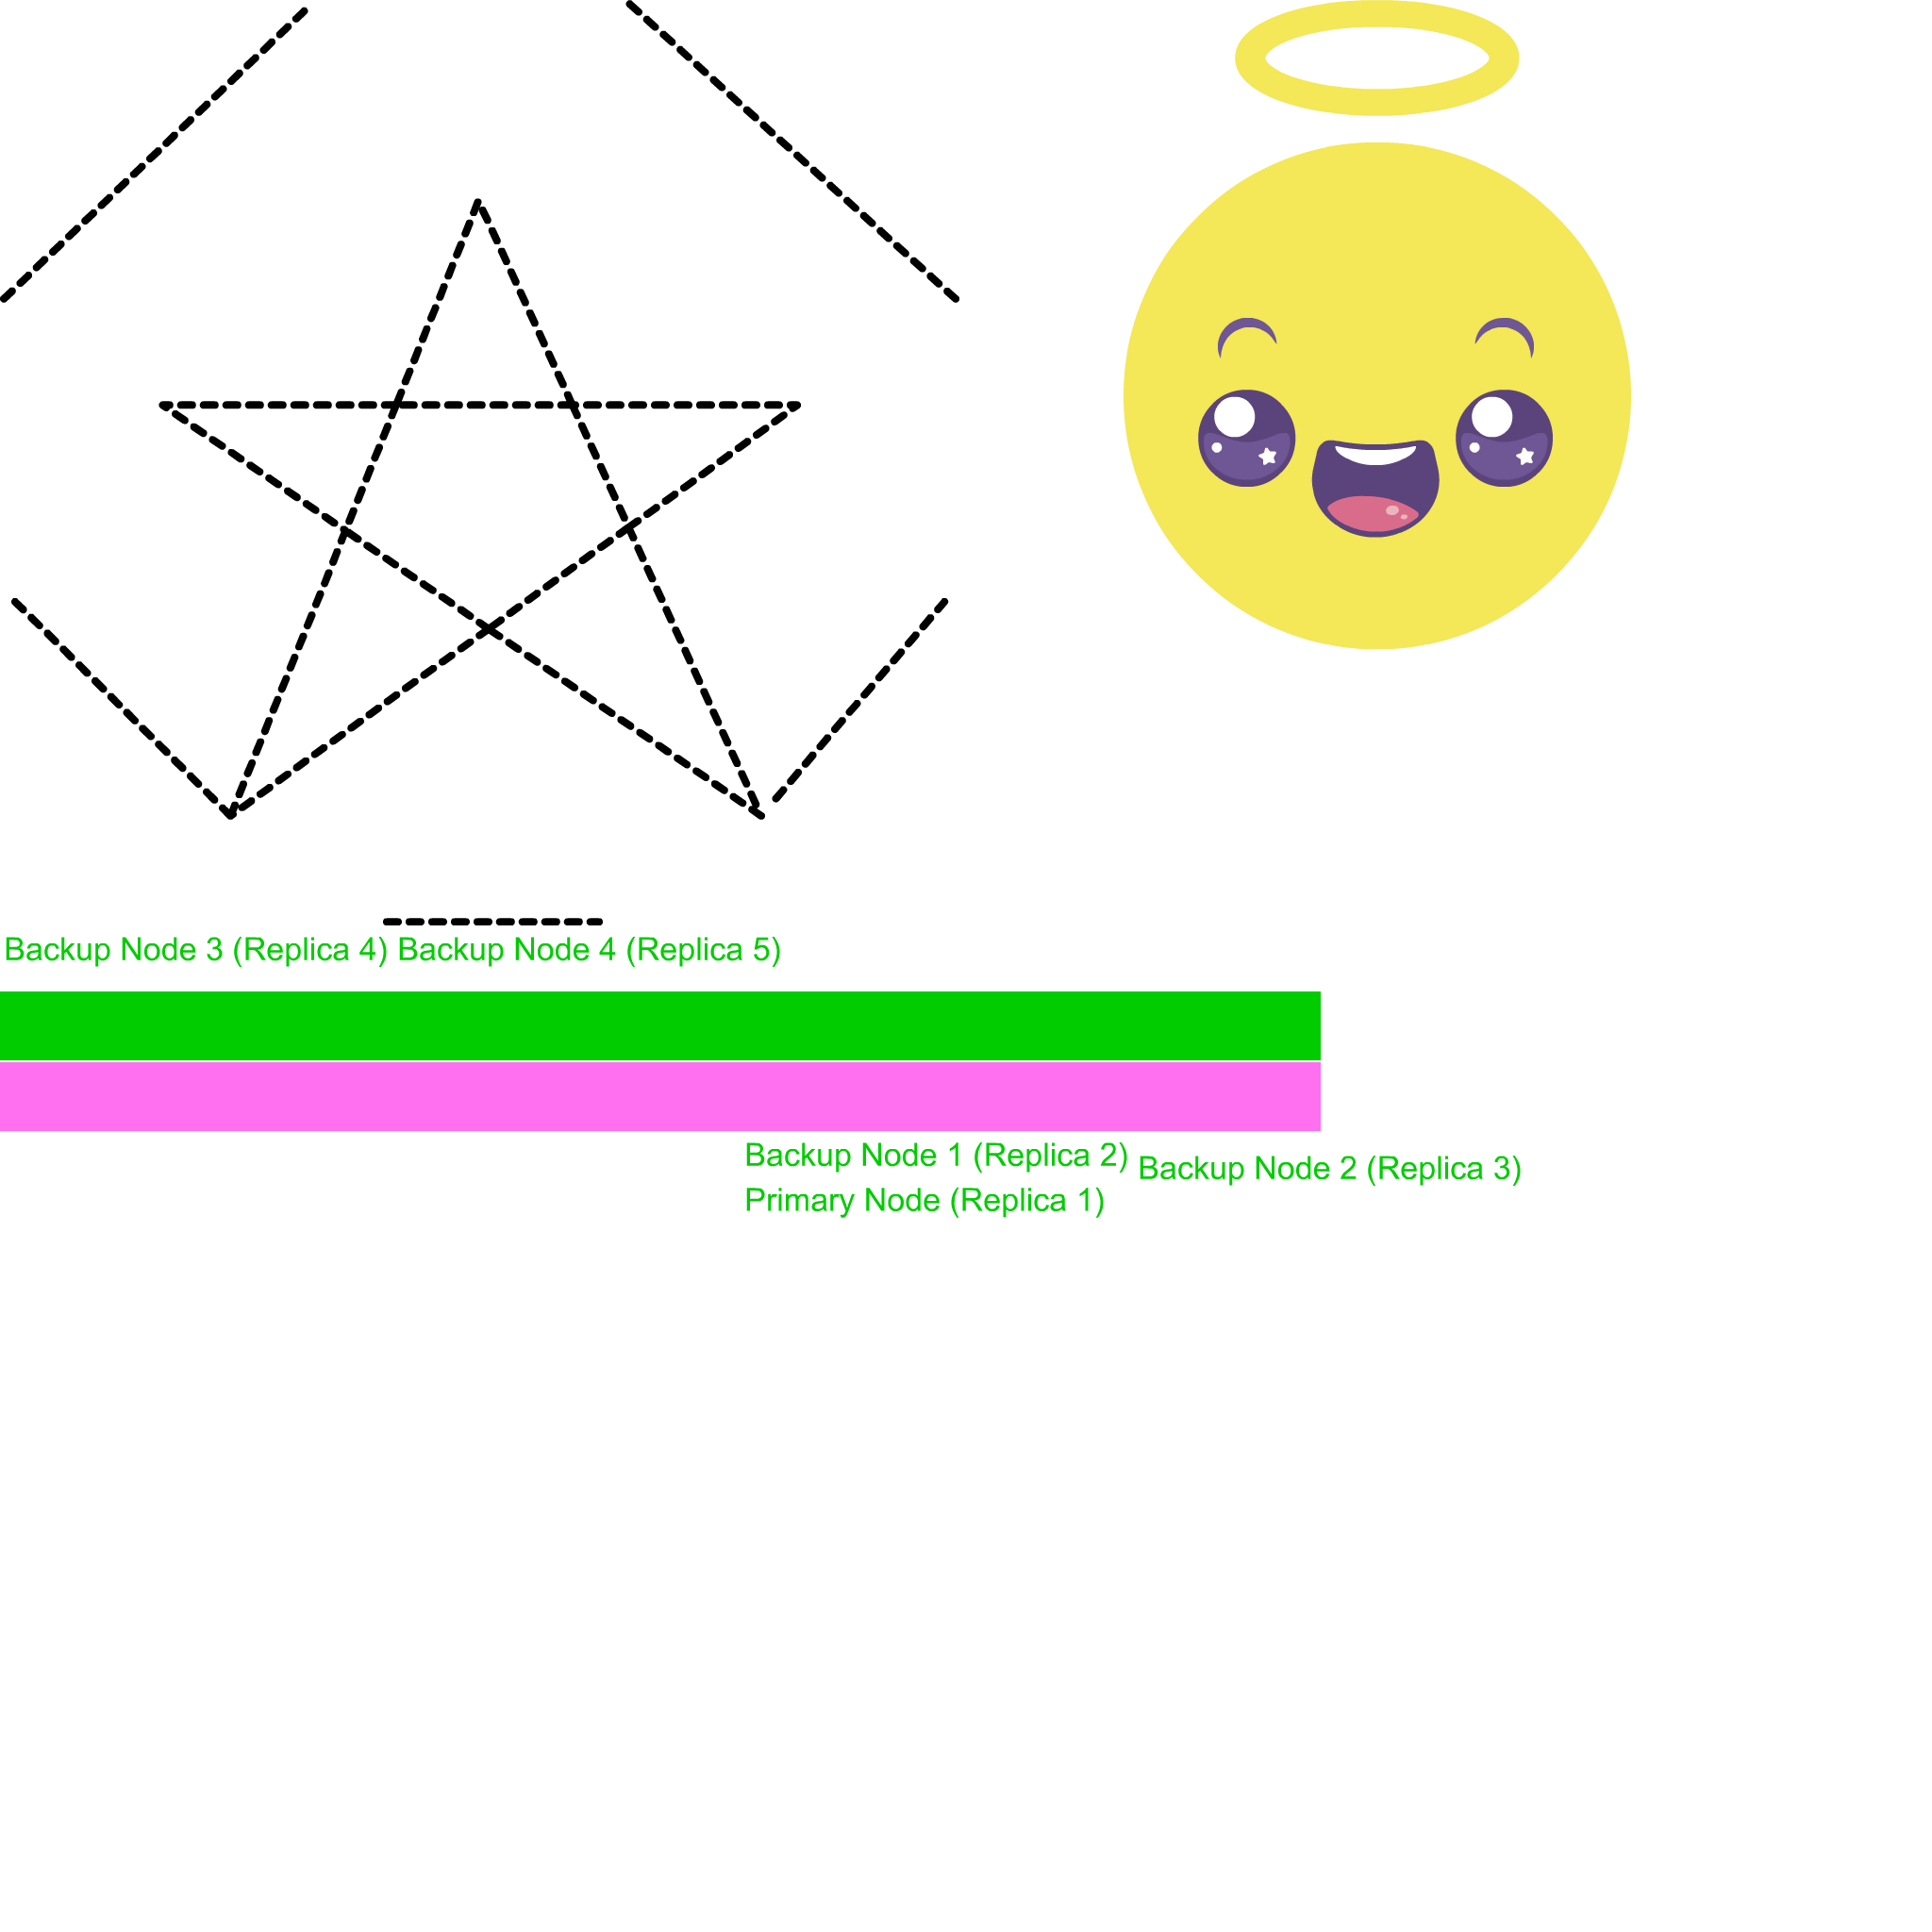 Backup Node 3 (Replica 4) Backup Node 4 (Replica 5)
Backup Node 1 (Replica 2) Backup Node 2 (Replica 3)
Primary Node (Replica 1)